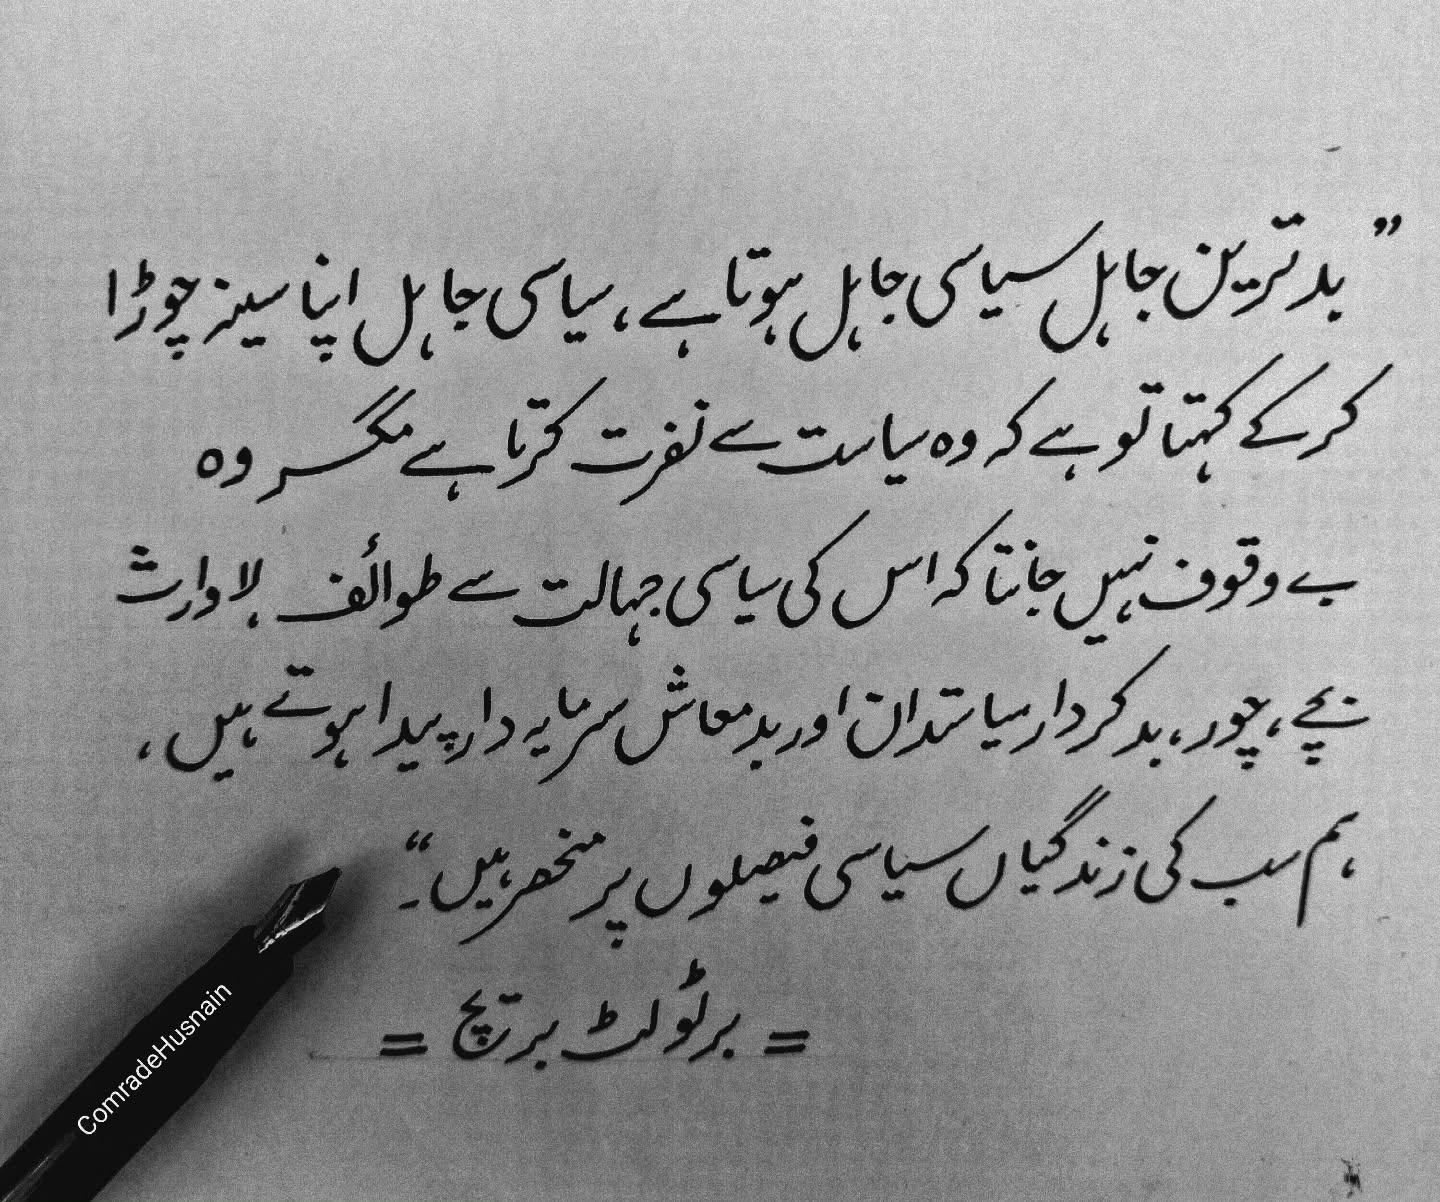 ”بدترین جاہل سیاسی جاہل ہوتا ہے، سیاسی جاہل اپنا سینہ چوڑا
کر کے کہتا تو ہے کہ وہ سیاست سے نفرت کرتا ہے مگر وہ
بے وقوف نہیں جانتا کہ اس کی سیاسی جہالت سے طوائف لاوارث
بچے، چور، بدکردار سیاستدان اور بدمعاش سرمایہ دار پیدا ہوتے ہیں،
ہم سب کی زندگیاں سیاسی فیصلوں پر منحصر ہیں۔“
= برٹولٹ بریخ =
ComradeHusnain